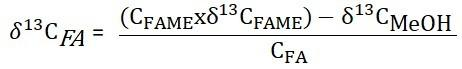 δ¹³C_FA = ((C_FAME x δ¹³C_FAME) − δ¹³C_MeOH) / C_FA